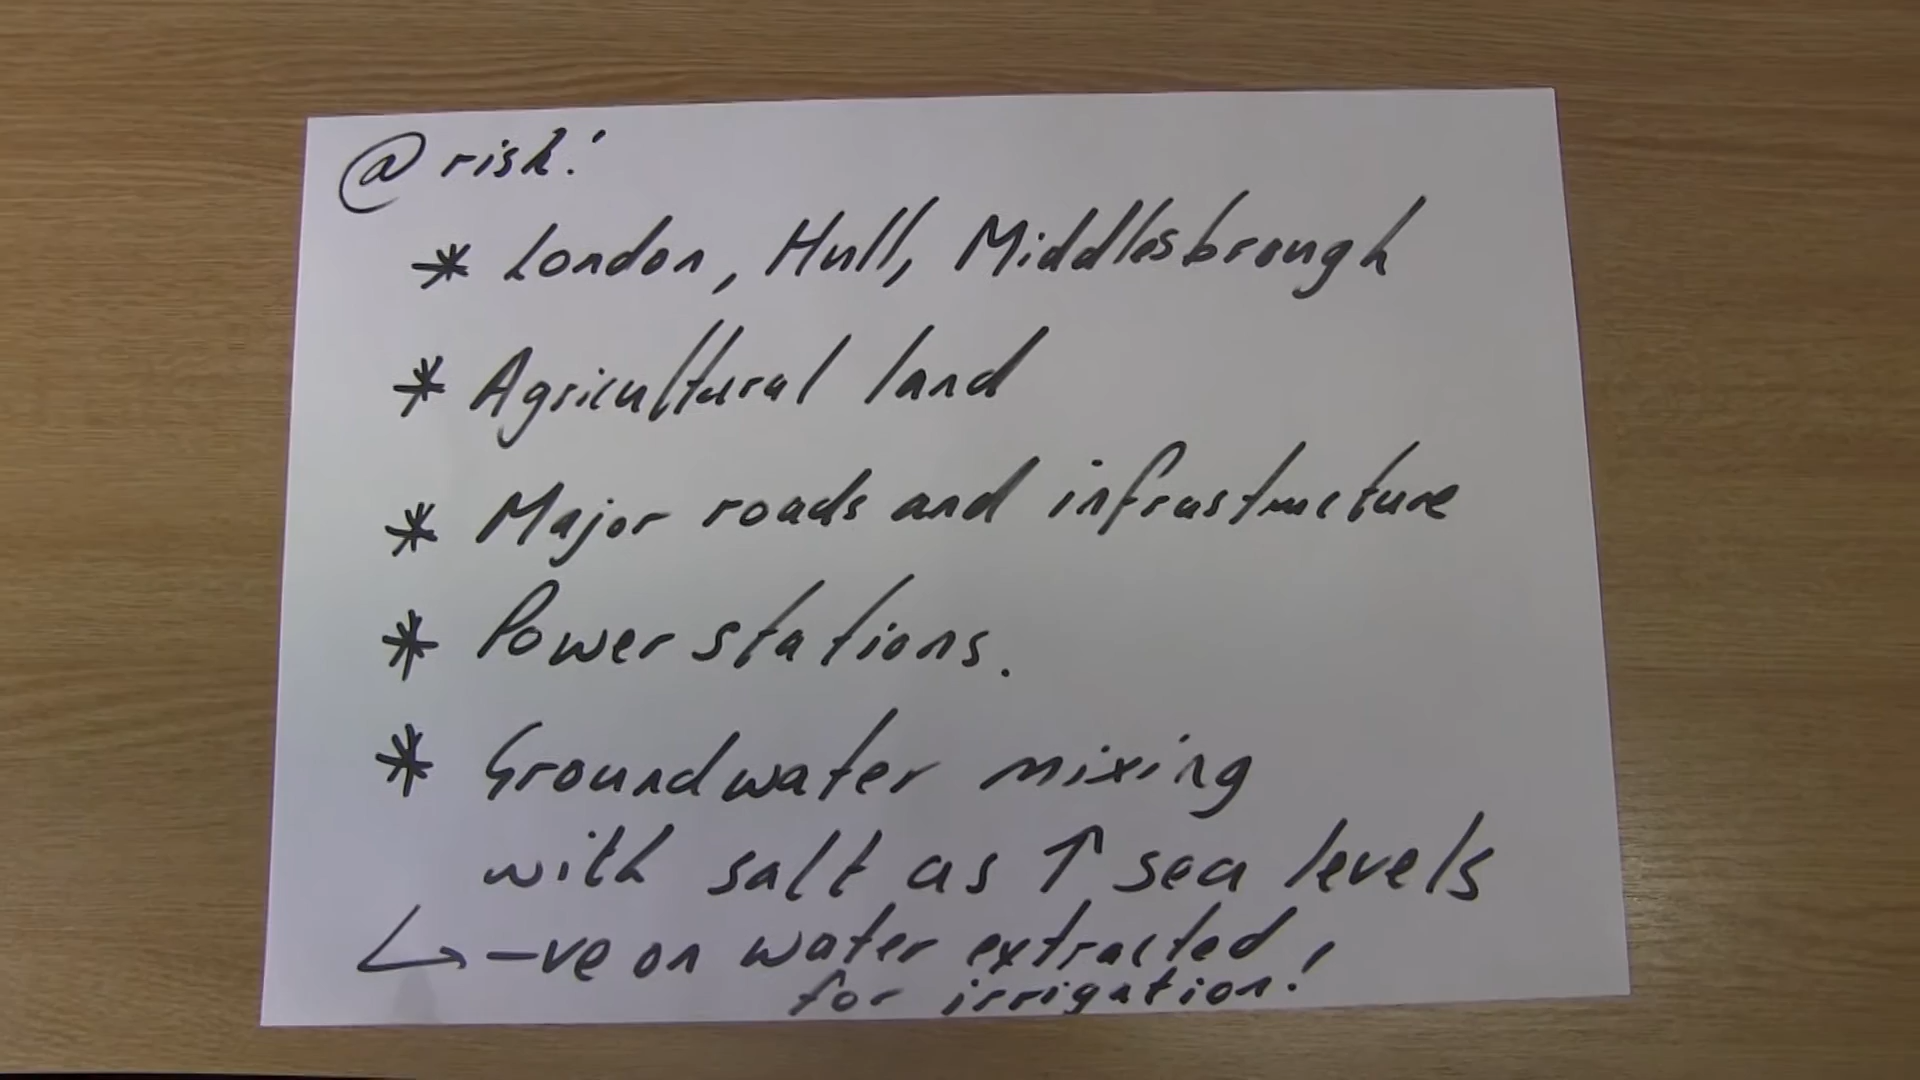 @ risk:
* London, Hull, Middlesbrough
* Agricultural land
* Major roads and infrastructure
* Power stations.
* Groundwater mixing
with salt as ↑ sea levels
↳ -ve on water extracted
for irrigation!